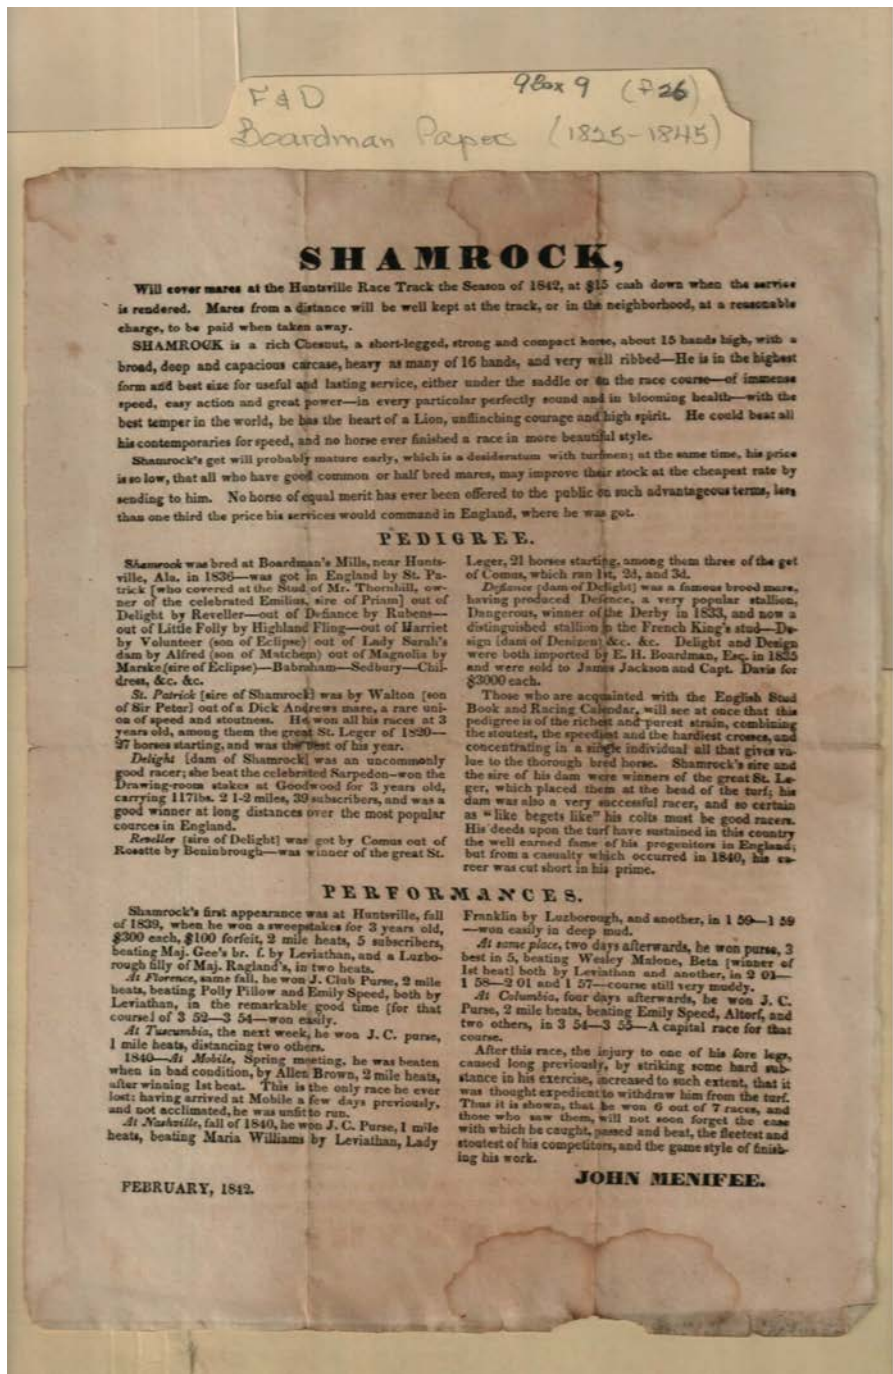 F & D
Box 9 (F 26)
Boardman Papers (1825-1845)
SHAMROCK,
Will cover mares at the Huntsville Race Track the Season of 1842, at $15 cash down when the service
is rendered. Mares from a distance will be well kept at the track, or in the neighborhood, at a reasonable
charge, to be paid when taken away.
SHAMROCK is a rich Chesnut, a short-legged, strong and compact horse, about 15 hands high, with a
broad, deep and capacious carcase, heavy as many of 16 hands, and very well ribbed—He is in the highest
form and best size for useful and lasting service, either under the saddle or on the race course—of immense
speed, easy action and great power—in every particular perfectly sound and in blooming health—with the
best temper in the world, he has the heart of a Lion, unflinching courage and high spirit. He could beat all
his contemporaries for speed, and no horse ever finished a race in more beautiful style.
Shamrock's get will probably mature early, which is a desideratum with turfmen; at the same time, his price
is so low, that all who have good common or half bred mares, may improve their stock at the cheapest rate by
sending to him. No horse of equal merit has ever been offered to the public on such advantageous terms, less
than one third the price his services would command in England, where he was got.
PEDIGREE.
Shamrock was bred at Boardman's Mills, near Hunts-
ville, Ala. in 1836—was got in England by St. Pa-
trick [who covered at the Stud of Mr. Thornhill, ow-
ner of the celebrated Emilius, sire of Priam] out of
Delight by Reveller—out of Defiance by Rubens—
out of Little Folly by Highland Fling—out of Harriet
by Volunteer (son of Eclipse) out of Lady Sarah's
dam by Alfred (son of Matchem) out of Magnolia by
Marske (sire of Eclipse)—Babraham—Sedbury—Chil-
dress, &c. &c.
St. Patrick [sire of Shamrock] was by Walton [son
of Sir Peter] out of a Dick Andrews mare, a rare uni-
on of speed and stoutness. He won all his races at 3
years old, among them the great St. Leger of 1820—
27 horses starting, and was the best of his year.
Delight [dam of Shamrock] was an uncommonly
good racer; she beat the celebrated Sarpedon—won the
Drawing-room stakes at Goodwood for 3 years old,
carrying 117lbs. 2 1-2 miles, 39 subscribers, and was a
good winner at long distances over the most popular
cources in England.
Reveller [sire of Delight] was got by Comus out of
Rosette by Beninbrough—was winner of the great St.
Leger, 21 horses starting, among them three of the get
of Comus, which ran 1st, 2d, and 3d.
Defiance [dam of Delight] was a famous brood mare,
having produced Defence, a very popular stallion,
Dangerous, winner of the Derby in 1833, and now a
distinguished stallion in the French King's stud—De-
sign [dam of Denizen] &c. &c. Delight and Design
were both imported by E. H. Boardman, Esq. in 1835
and were sold to James Jackson and Capt. Davis for
$3000 each.
Those who are acquainted with the English Stud
Book and Racing Calendar, will see at once that this
pedigree is of the richest and purest strain, combining
the stoutest, the speediest and the hardiest crosses, and
concentrating in a single individual all that gives va-
lue to the thorough bred horse. Shamrock's sire and
the sire of his dam were winners of the great St. Le-
ger, which placed them at the head of the turf; his
dam was also a very successful racer, and so certain
as "like begets like" his colts must be good racers.
His deeds upon the turf have sustained in this country
the well earned fame of his progenitors in England;
but from a casualty which occurred in 1840, his ca-
reer was cut short in his prime.
PERFORMANCES.
Shamrock's first appearance was at Huntsville, fall
of 1839, when he won a sweepstakes for 3 years old,
$300 each, $100 forfeit, 2 mile heats, 5 subscribers,
beating Maj. Gee's br. f. by Leviathan, and a Luzbo-
rough filly of Maj. Ragland's, in two heats.
At Florence, same fall, he won J. Club Purse, 2 mile
heats, beating Polly Pillow and Emily Speed, both by
Leviathan, in the remarkable good time [for that
course] of 3 52—3 54—won easily.
At Tuscumbia, the next week, he won J. C. purse,
1 mile heats, distancing two others.
1840—At Mobile, Spring meeting, he was beaten
when in bad condition, by Allen Brown, 2 mile heats,
after winning 1st heat. This is the only race he ever
lost: having arrived at Mobile a few days previously,
and not acclimated, he was unfit to run.
At Nashville, fall of 1840, he won J. C. Purse, 1 mile
heats, beating Maria Williams by Leviathan, Lady
Franklin by Luzborough, and another, in 1 59—1 59
—won easily in deep mud.
At same place, two days afterwards, he won purse, 3
best in 5, beating Wesley Malone, Beta [winner of
1st heat] both by Leviathan and another, in 2 01—
1 58—2 01 and 1 57—course still very muddy.
At Columbia, four days afterwards, he won J. C.
Purse, 2 mile heats, beating Emily Speed, Altorf, and
two others, in 3 54—3 55—A capital race for that
course.
After this race, the injury to one of his fore legs,
caused long previously, by striking some hard sub-
stance in his exercise, increased to such extent, that it
was thought expedient to withdraw him from the turf.
Thus it is shown, that he won 6 out of 7 races, and
those who saw them, will not soon forget the ease
with which he caught, passed and beat, the fleetest and
stoutest of his competitors, and the game style of finish-
ing his work.
JOHN MENIFEE.
FEBRUARY, 1842.